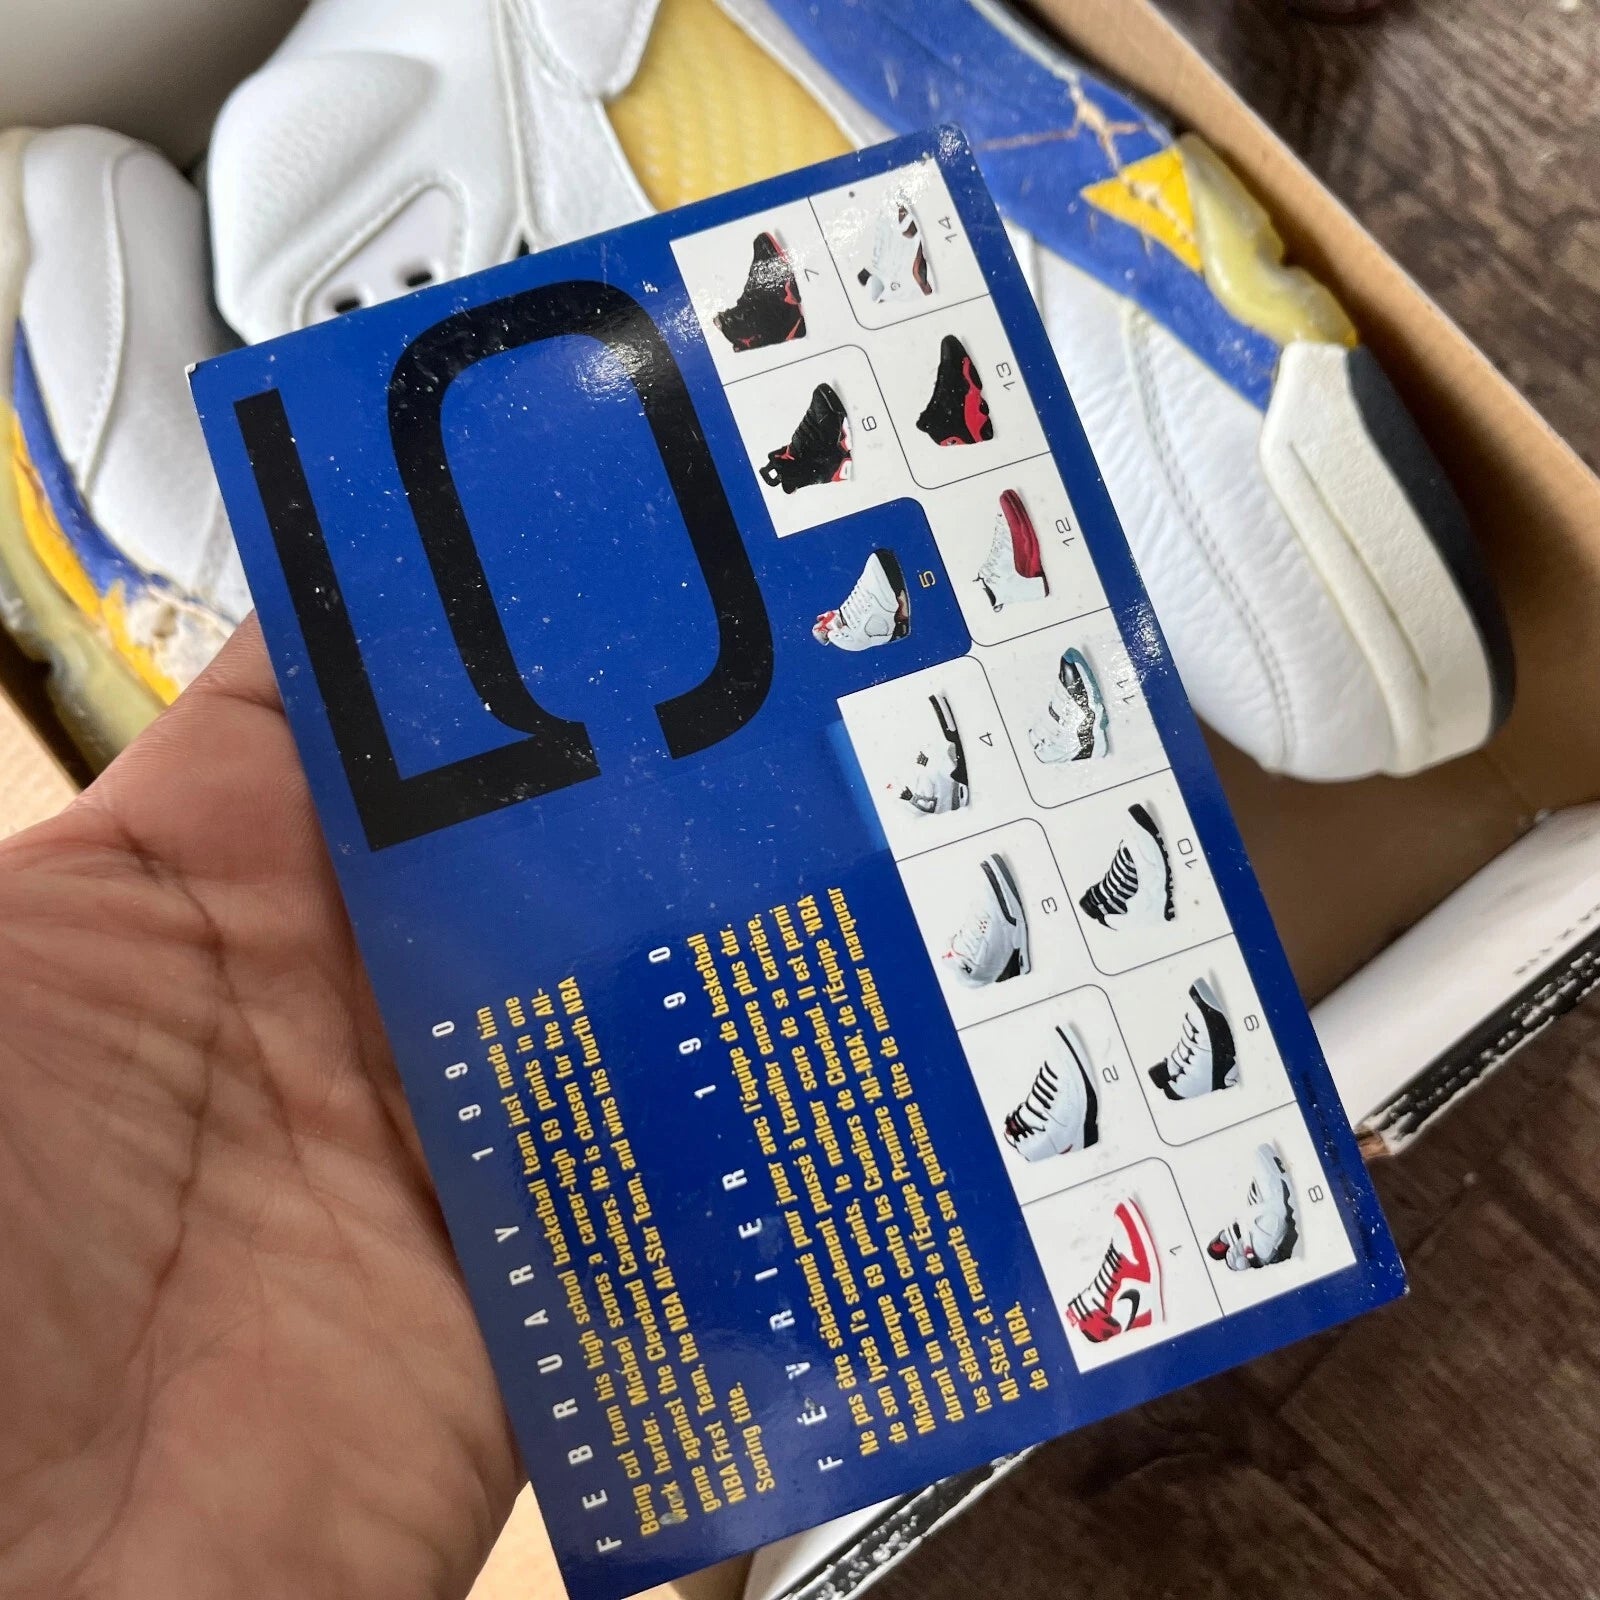 5
FEBRUARY 1990
Being cut from his high school basketball team just made him
work harder. Michael scores a career-high 69 points in one
game against the Cleveland Cavaliers. He is chosen for the All-
NBA First Team, the NBA All-Star Team, and wins his fourth NBA
Scoring title.
FÉVRIER 1990
Ne pas être sélectionné pour jouer avec l'équipe de basketball
de son lycée l'a seulement poussé à travailler encore plus dur.
Michael marque 69 points, le meilleur score de sa carrière,
durant un match contre les Cavaliers de Cleveland. Il est parmi
les sélectionnés de l'Équipe Première All-NBA, de l'Équipe NBA
All-Star, et remporte son quatrième titre de meilleur marqueur
de la NBA.
1 2 3 4 5 6 7
8 9 10 11 12 13 14